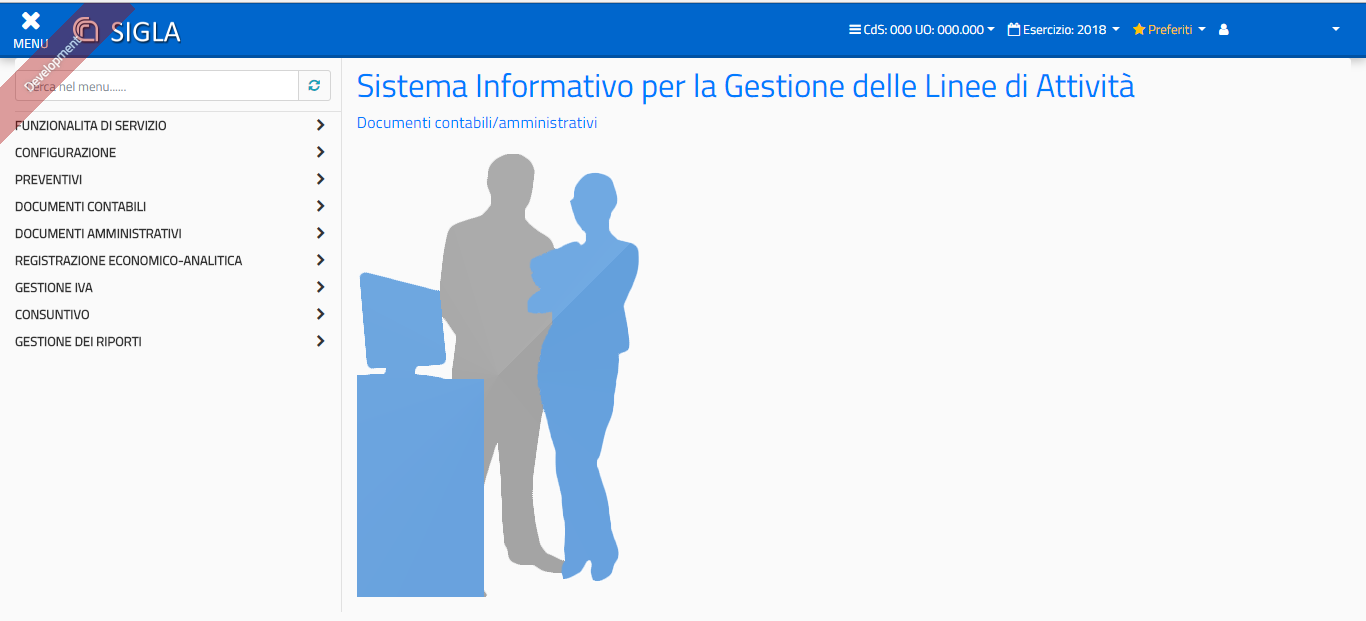 MENU
SIGLA
CdS: 000 UO: 000.000
Esercizio: 2018
Preferiti
Development
Cerca nel menu......
FUNZIONALITA DI SERVIZIO
CONFIGURAZIONE
PREVENTIVI
DOCUMENTI CONTABILI
DOCUMENTI AMMINISTRATIVI
REGISTRAZIONE ECONOMICO-ANALITICA
GESTIONE IVA
CONSUNTIVO
GESTIONE DEI RIPORTI
Sistema Informativo per la Gestione delle Linee di Attività
Documenti contabili/amministrativi